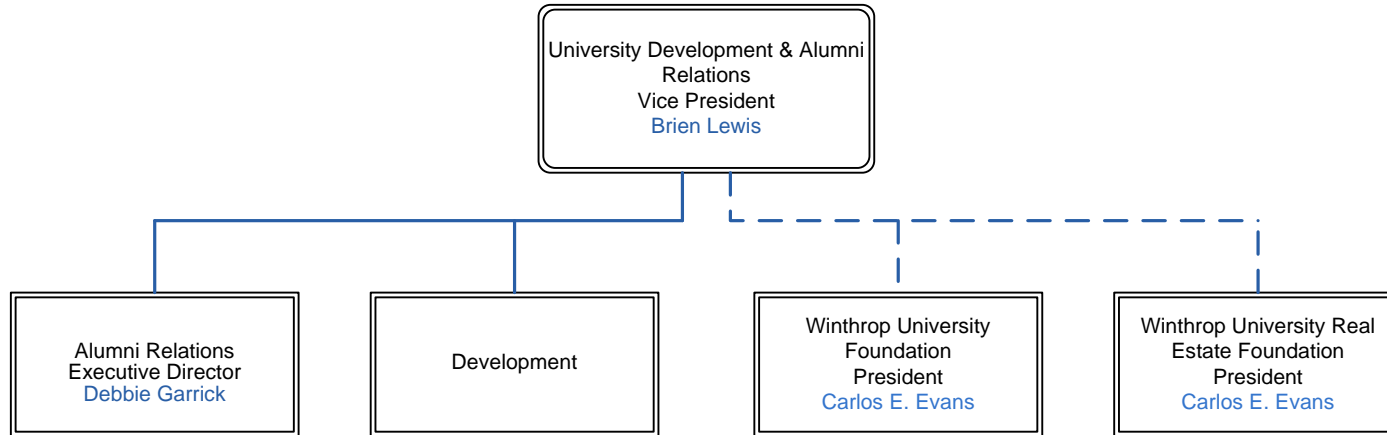 University Development & Alumni
Relations
Vice President
Brien Lewis
Alumni Relations
Executive Director
Debbie Garrick
Development
Winthrop University
Foundation
President
Carlos E. Evans
Winthrop University Real
Estate Foundation
President
Carlos E. Evans